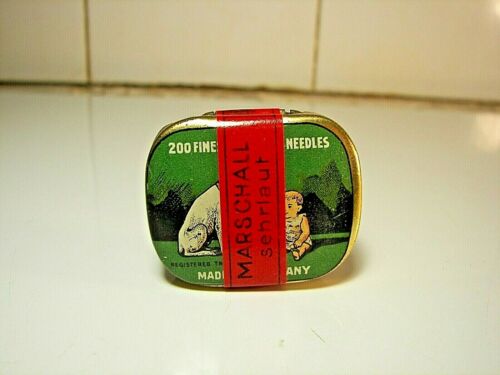 200 FINE NEEDLES
MARSCHALL
sehrlaut
REGISTERED TR
MAD ANY